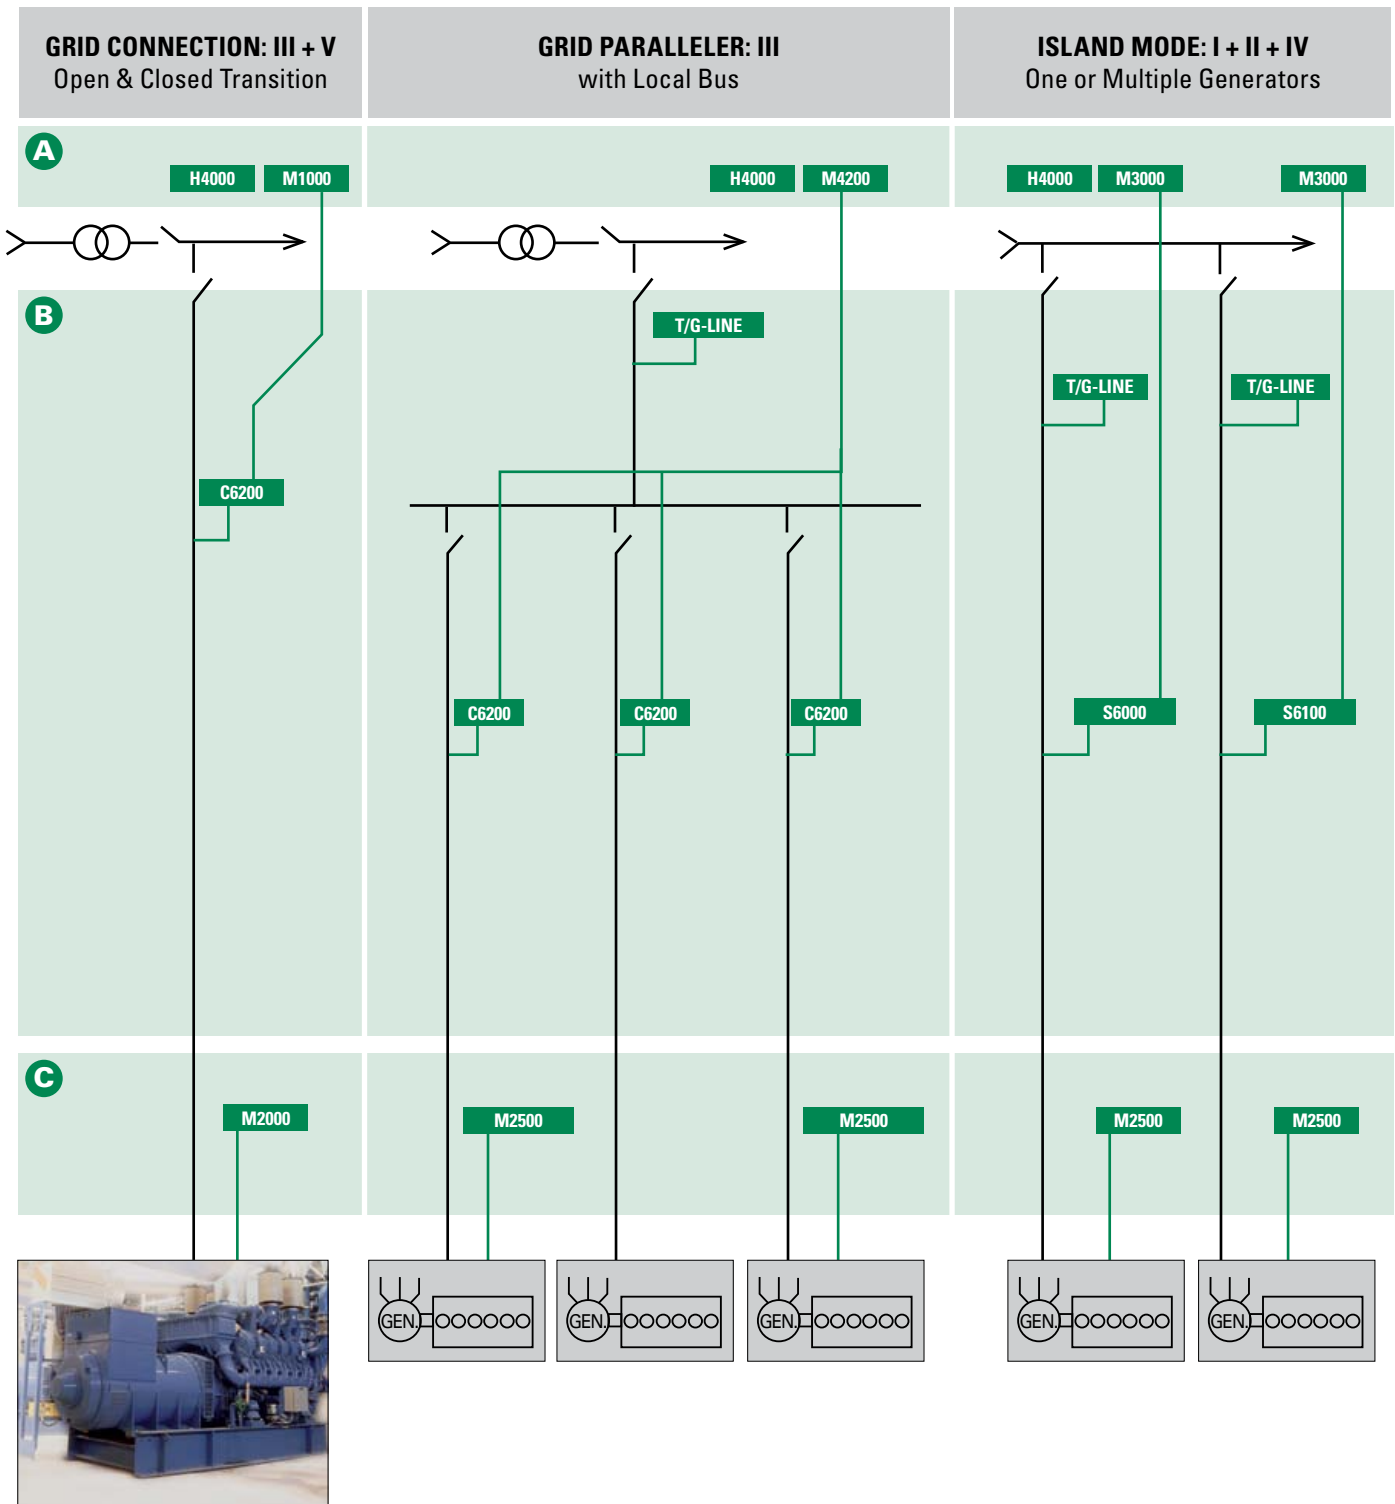 GRID CONNECTION: III + V
Open & Closed Transition
GRID PARALLELER: III
with Local Bus
ISLAND MODE: I + II + IV
One or Multiple Generators
A
H4000 M1000
H4000 M4200
H4000 M3000 M3000
B
T/G-LINE
T/G-LINE T/G-LINE
C6200
C6200 C6200 C6200
S6000 S6100
C
M2000
M2500 M2500
M2500 M2500
GEN. GEN. GEN. GEN. GEN.